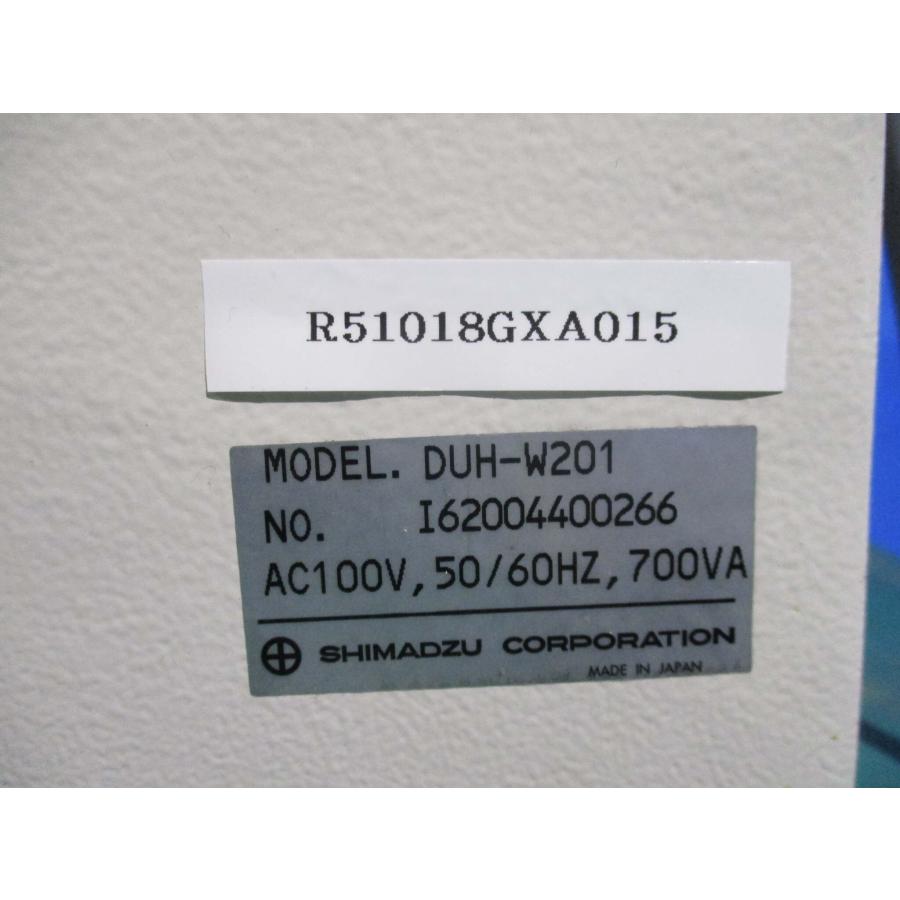 R51018GXA015
MODEL. DUH-W201
NO. I62004400266
AC100V, 50/60HZ, 700VA
SHIMADZU CORPORATION
MADE IN JAPAN